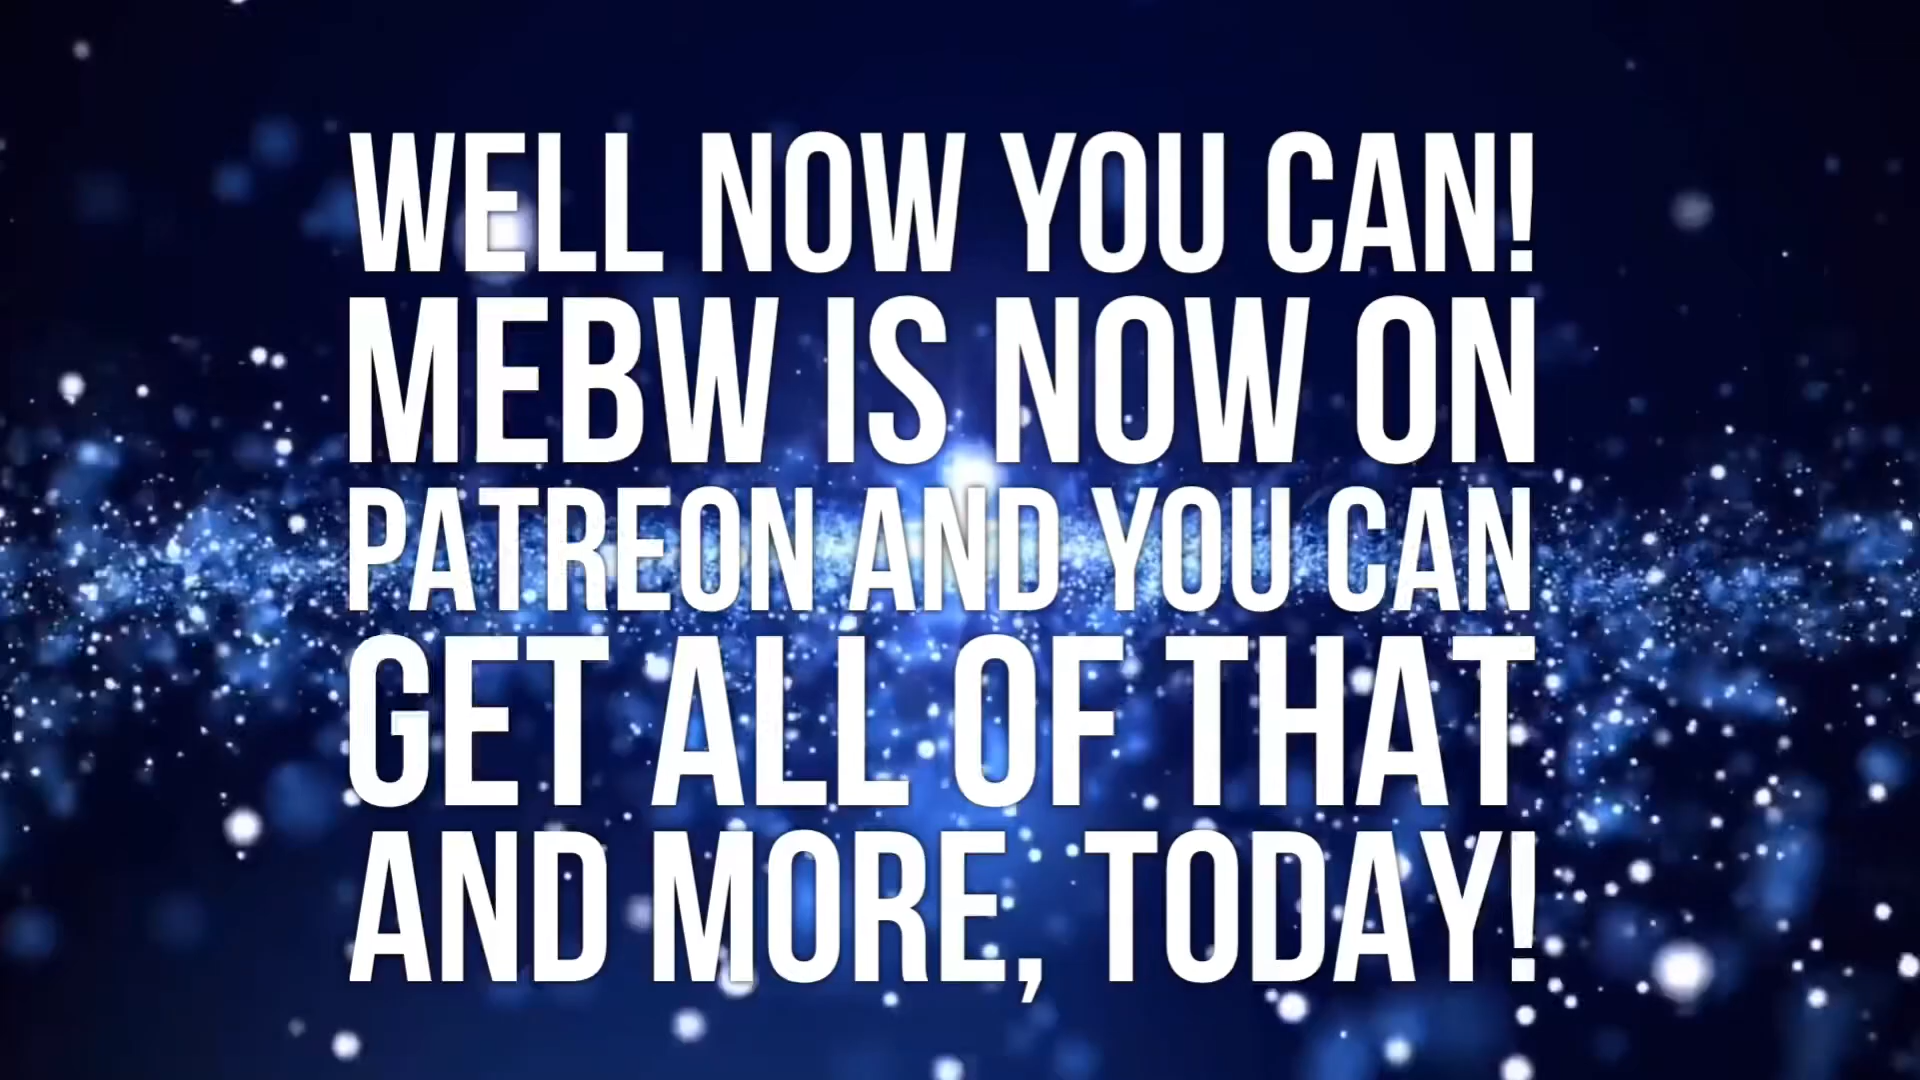 WELL NOW YOU CAN!
MEBW IS NOW ON
PATREON AND YOU CAN
GET ALL OF THAT
AND MORE, TODAY!